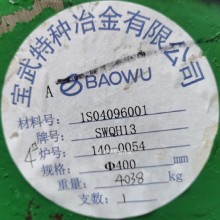 宝武特种冶金有限公司
A
BAOWU
材料号: IS04096001
牌号: SWQH13
炉号: 140-0054
规格: Φ400 mm
重量: 4038 kg
支数: 1